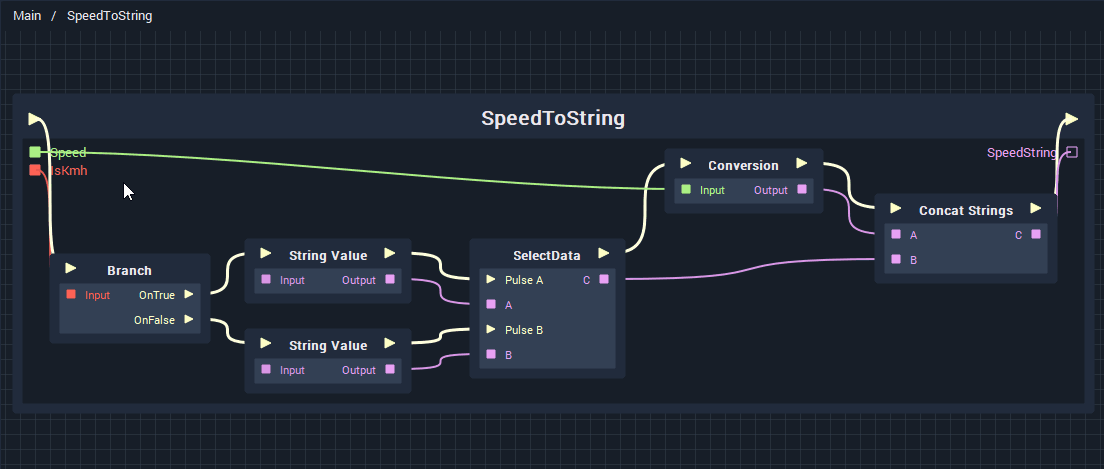 Main / SpeedToString
SpeedToString
Speed
IsKmh
SpeedString
Conversion
Input Output
Concat Strings
A C
B
Branch
Input OnTrue
OnFalse
String Value
Input Output
String Value
Input Output
SelectData
Pulse A C
A
Pulse B
B